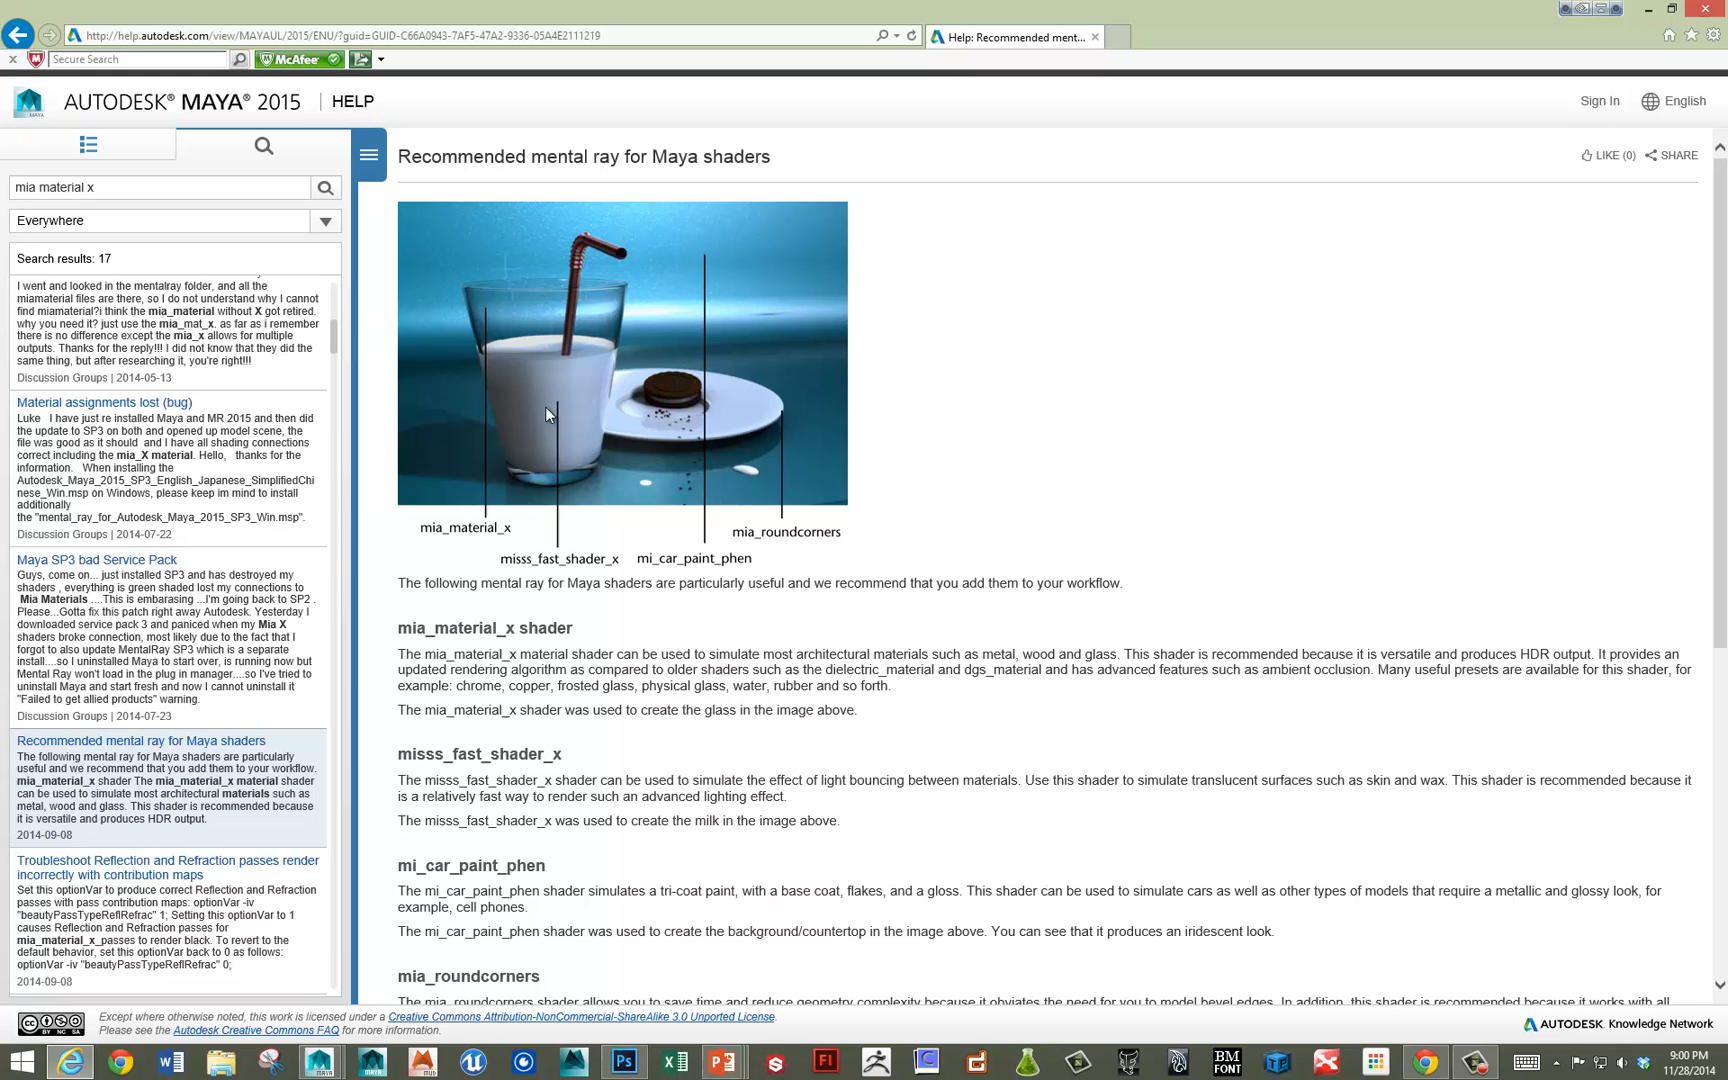 http://help.autodesk.com/view/MAYAUL/2015/ENU/?guid=GUID-C66A0943-7AF5-47A2-9336-05A4E2111219
Help: Recommended ment...
Secure Search
McAfee
AUTODESK® MAYA® 2015 | HELP
Sign In
English
mia material x
Everywhere
Search results: 17
I went and looked in the mentalray folder, and all the
miamaterial files are there, so I do not understand why I cannot
find miamaterial?i think the mia_material without X got retired.
why you need it? just use the mia_mat_x. as far as i remember
there is no difference except the mia_x allows for multiple
outputs. Thanks for the reply!!! I did not know that they did the
same thing, but after researching it, you're right!!!
Discussion Groups | 2014-05-13
Material assignments lost (bug)
Luke I have just re installed Maya and MR 2015 and then did
the update to SP3 on both and opened up model scene, the
file was good as it should and I have all shading connections
correct including the mia_X material. Hello, thanks for the
information. When installing the
Autodesk_Maya_2015_SP3_English_Japanese_SimplifiedChi
nese_Win.msp on Windows, please keep im mind to install
additionally
the "mental_ray_for_Autodesk_Maya_2015_SP3_Win.msp".
Discussion Groups | 2014-07-22
Maya SP3 bad Service Pack
Guys, come on... just installed SP3 and has destroyed my
shaders , everything is green shaded lost my connections to
Mia Materials ....This is embarasing ...I'm going back to SP2 .
Please...Gotta fix this patch right away Autodesk. Yesterday I
downloaded service pack 3 and paniced when my Mia X
shaders broke connection, most likely due to the fact that I
forgot to also update MentalRay SP3 which is a separate
install....so I uninstalled Maya to start over, is running now but
Mental Ray won't load in the plug in manager....so I've tried to
uninstall Maya and start fresh and now I cannot uninstall it
"Failed to get allied products" warning.
Discussion Groups | 2014-07-23
Recommended mental ray for Maya shaders
The following mental ray for Maya shaders are particularly
useful and we recommend that you add them to your workflow.
mia_material_x shader The mia_material_x material shader
can be used to simulate most architectural materials such as
metal, wood and glass. This shader is recommended because
it is versatile and produces HDR output.
2014-09-08
Troubleshoot Reflection and Refraction passes render
incorrectly with contribution maps
Set this optionVar to produce correct Reflection and Refraction
passes with pass contribution maps: optionVar -iv
"beautyPassTypeReflRefrac" 1; Setting this optionVar to 1
causes Reflection and Refraction passes for
mia_material_x_passes to render black. To revert to the
default behavior, set this optionVar back to 0 as follows:
optionVar -iv "beautyPassTypeReflRefrac" 0;
2014-09-08
Recommended mental ray for Maya shaders
LIKE (0)
SHARE
mia_material_x
mia_roundcorners
misss_fast_shader_x
mi_car_paint_phen
The following mental ray for Maya shaders are particularly useful and we recommend that you add them to your workflow.
mia_material_x shader
The mia_material_x material shader can be used to simulate most architectural materials such as metal, wood and glass. This shader is recommended because it is versatile and produces HDR output. It provides an
updated rendering algorithm as compared to older shaders such as the dielectric_material and dgs_material and has advanced features such as ambient occlusion. Many useful presets are available for this shader, for
example: chrome, copper, frosted glass, physical glass, water, rubber and so forth.
The mia_material_x shader was used to create the glass in the image above.
misss_fast_shader_x
The misss_fast_shader_x shader can be used to simulate the effect of light bouncing between materials. Use this shader to simulate translucent surfaces such as skin and wax. This shader is recommended because it
is a relatively fast way to render such an advanced lighting effect.
The misss_fast_shader_x was used to create the milk in the image above.
mi_car_paint_phen
The mi_car_paint_phen shader simulates a tri-coat paint, with a base coat, flakes, and a gloss. This shader can be used to simulate cars as well as other types of models that require a metallic and glossy look, for
example, cell phones.
The mi_car_paint_phen shader was used to create the background/countertop in the image above. You can see that it produces an iridescent look.
mia_roundcorners
The mia_roundcorners shader allows you to save time and reduce geometry complexity because it obviates the need for you to model bevel edges. In addition, this shader is recommended because it works with all
Except where otherwise noted, this work is licensed under a Creative Commons Attribution-NonCommercial-ShareAlike 3.0 Unported License.
Please see the Autodesk Creative Commons FAQ for more information.
AUTODESK. Knowledge Network
BM
FONT
9:00 PM
11/28/2014